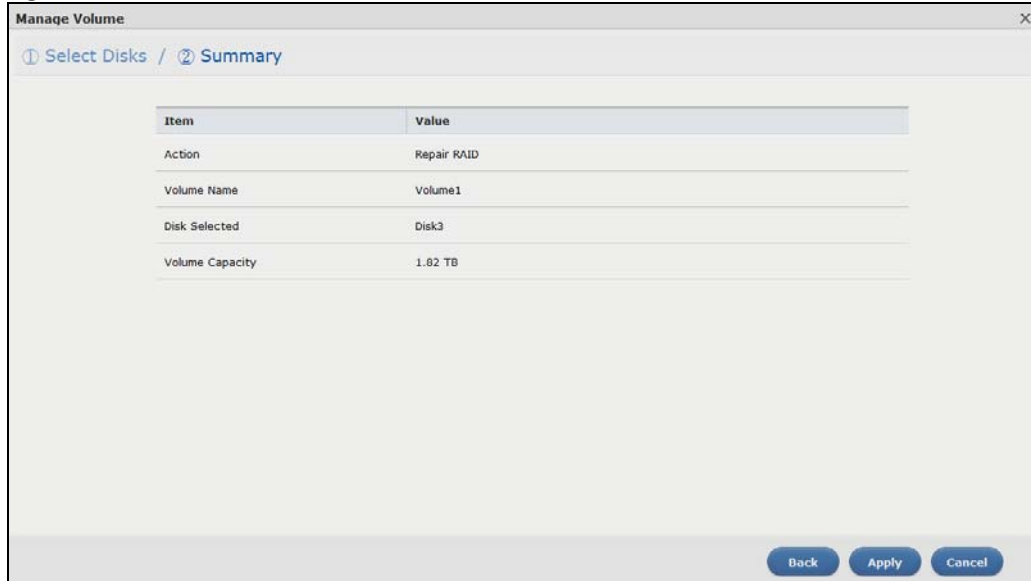 Manage Volume X
① Select Disks / ② Summary
Item Value
Action Repair RAID
Volume Name Volume1
Disk Selected Disk3
Volume Capacity 1.82 TB
Back Apply Cancel